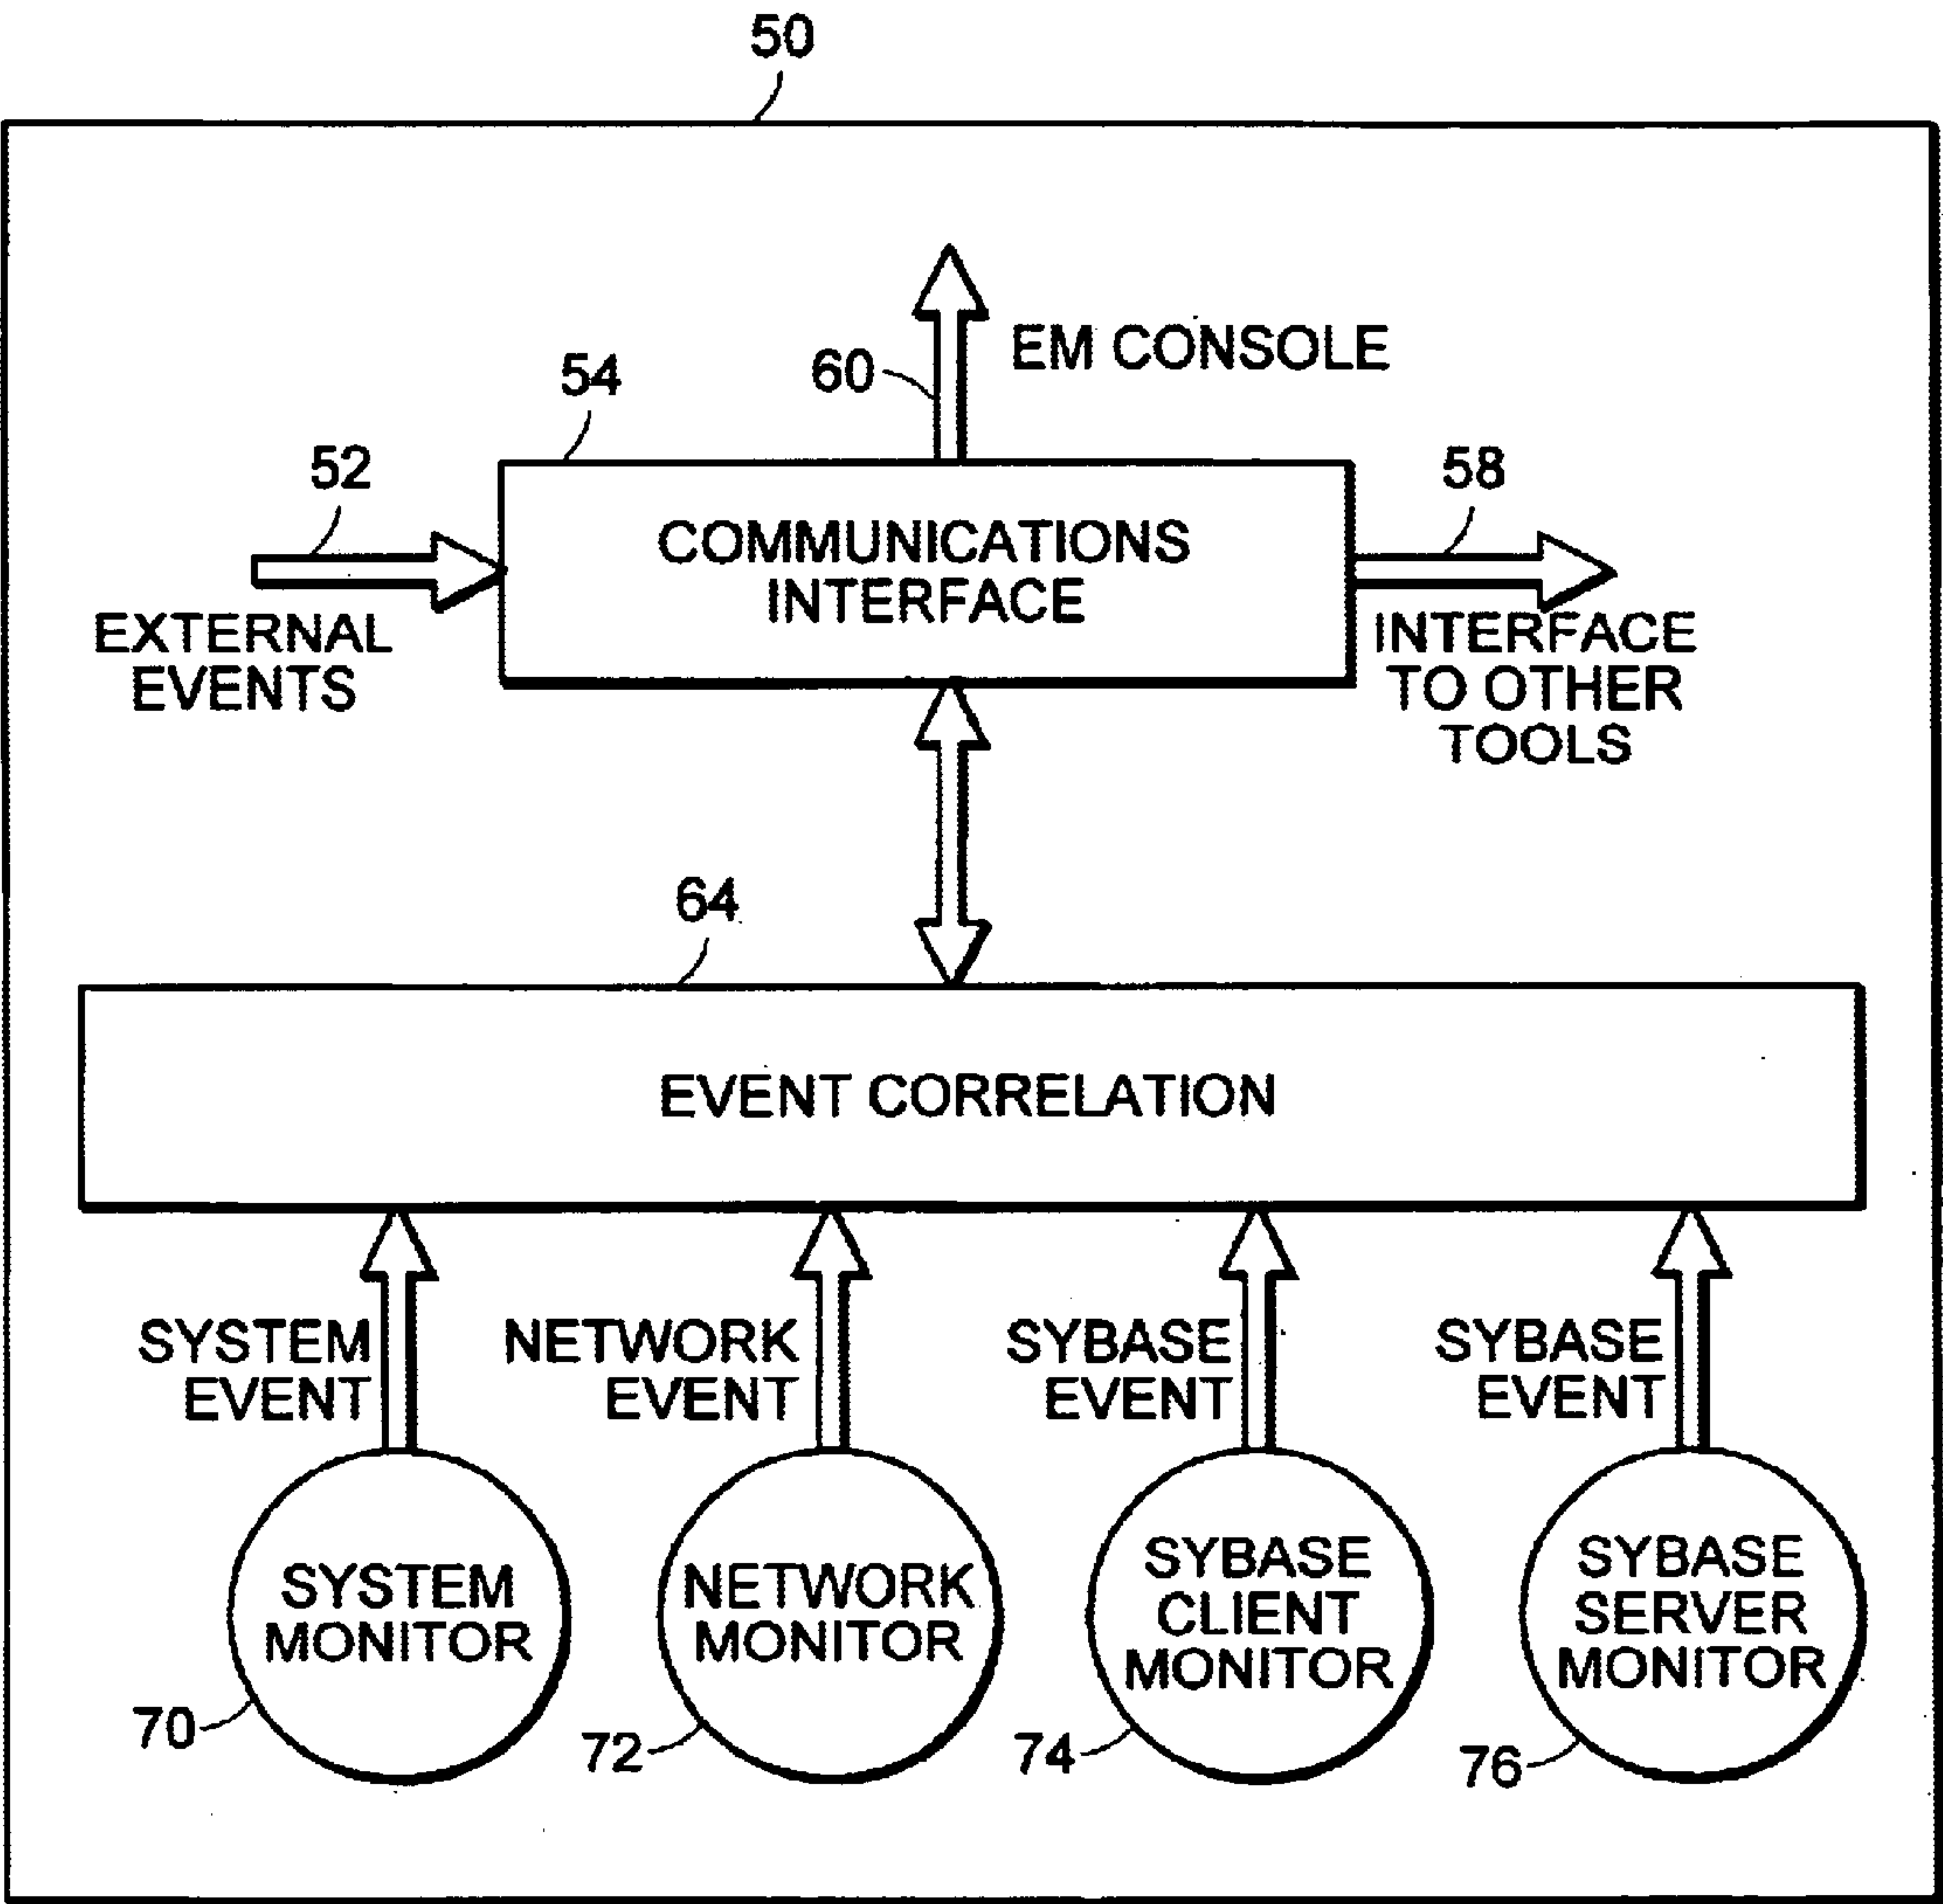 50
EM CONSOLE
60
54
52
58
COMMUNICATIONS
INTERFACE
EXTERNAL
EVENTS
INTERFACE
TO OTHER
TOOLS
64
EVENT CORRELATION
SYSTEM
EVENT
NETWORK
EVENT
SYBASE
EVENT
SYBASE
EVENT
SYSTEM
MONITOR
NETWORK
MONITOR
SYBASE
CLIENT
MONITOR
SYBASE
SERVER
MONITOR
70
72
74
76